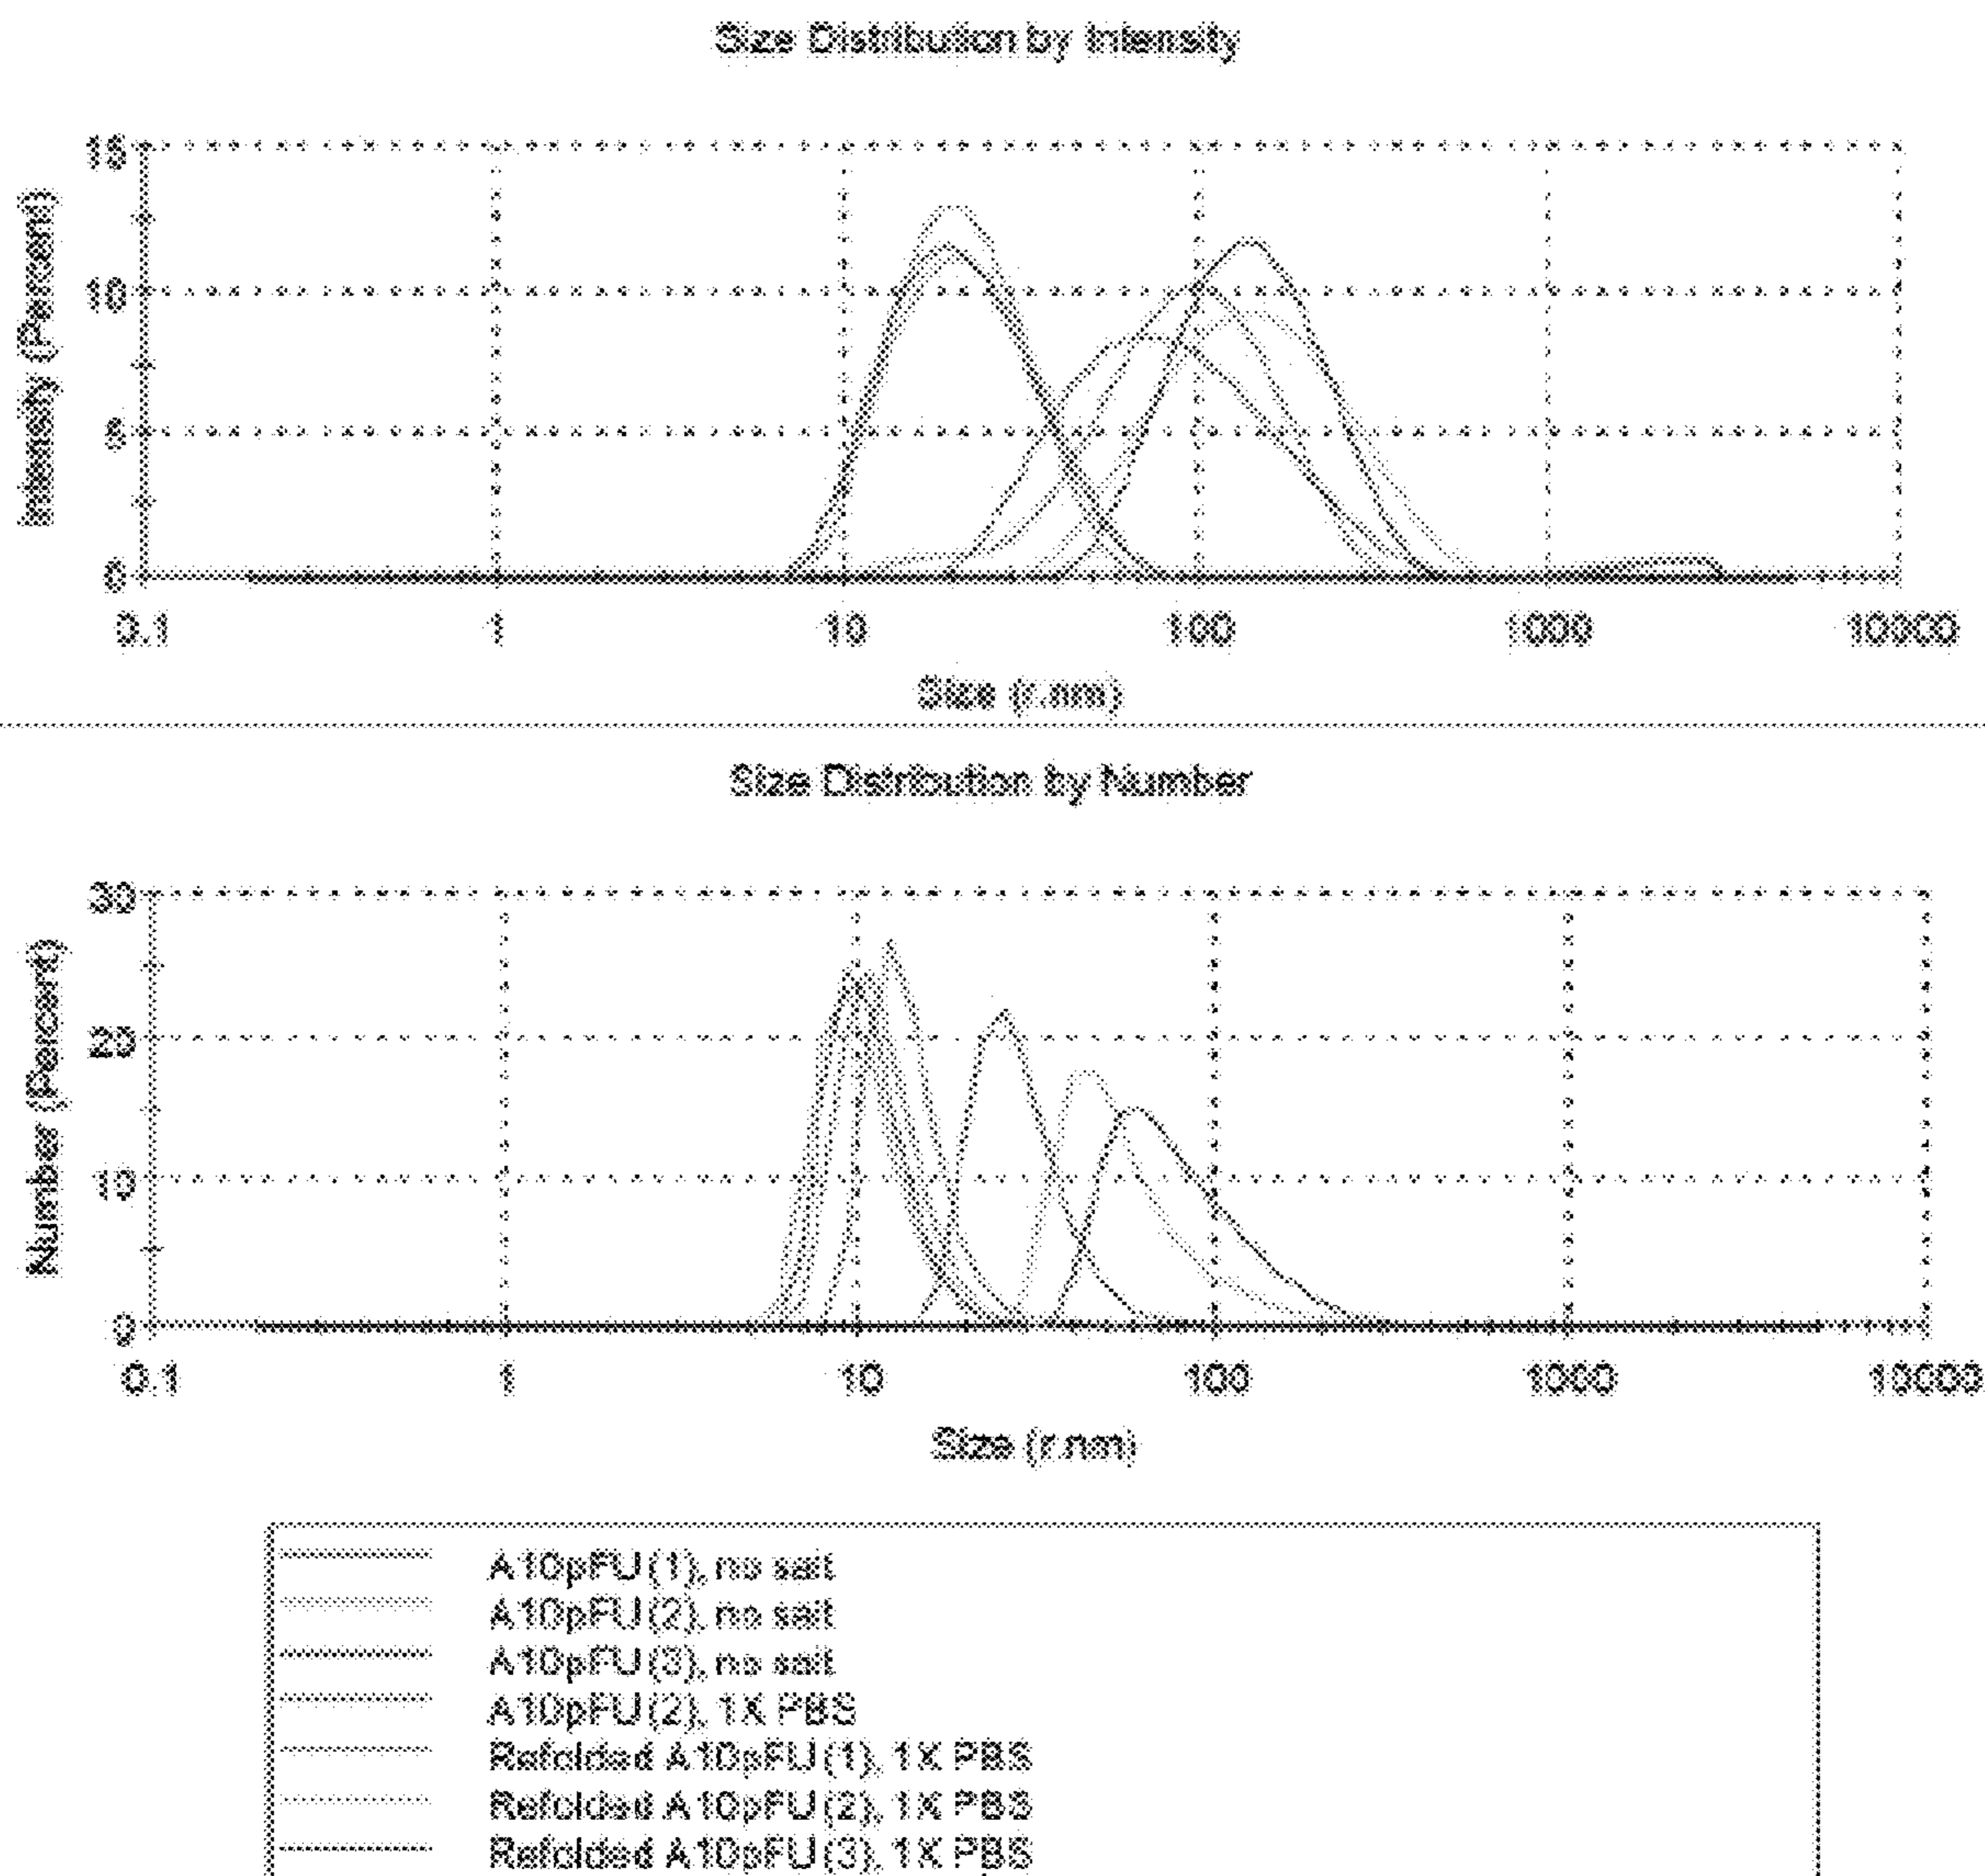 Size Distribution by Intensity
Intensity (Percent)
15
10
5
0
0.1 1 10 100 1000 10000
Size (r.nm)
Size Distribution by Number
Number (Percent)
30
20
10
0
0.1 1 10 100 1000 10000
Size (r.nm)
A10pFU(1), no salt
A10pFU(2), no salt
A10pFU(3), no salt
A10pFU(2), 1X PBS
Refolded A10pFU(1), 1X PBS
Refolded A10pFU(2), 1X PBS
Refolded A10pFU(3), 1X PBS